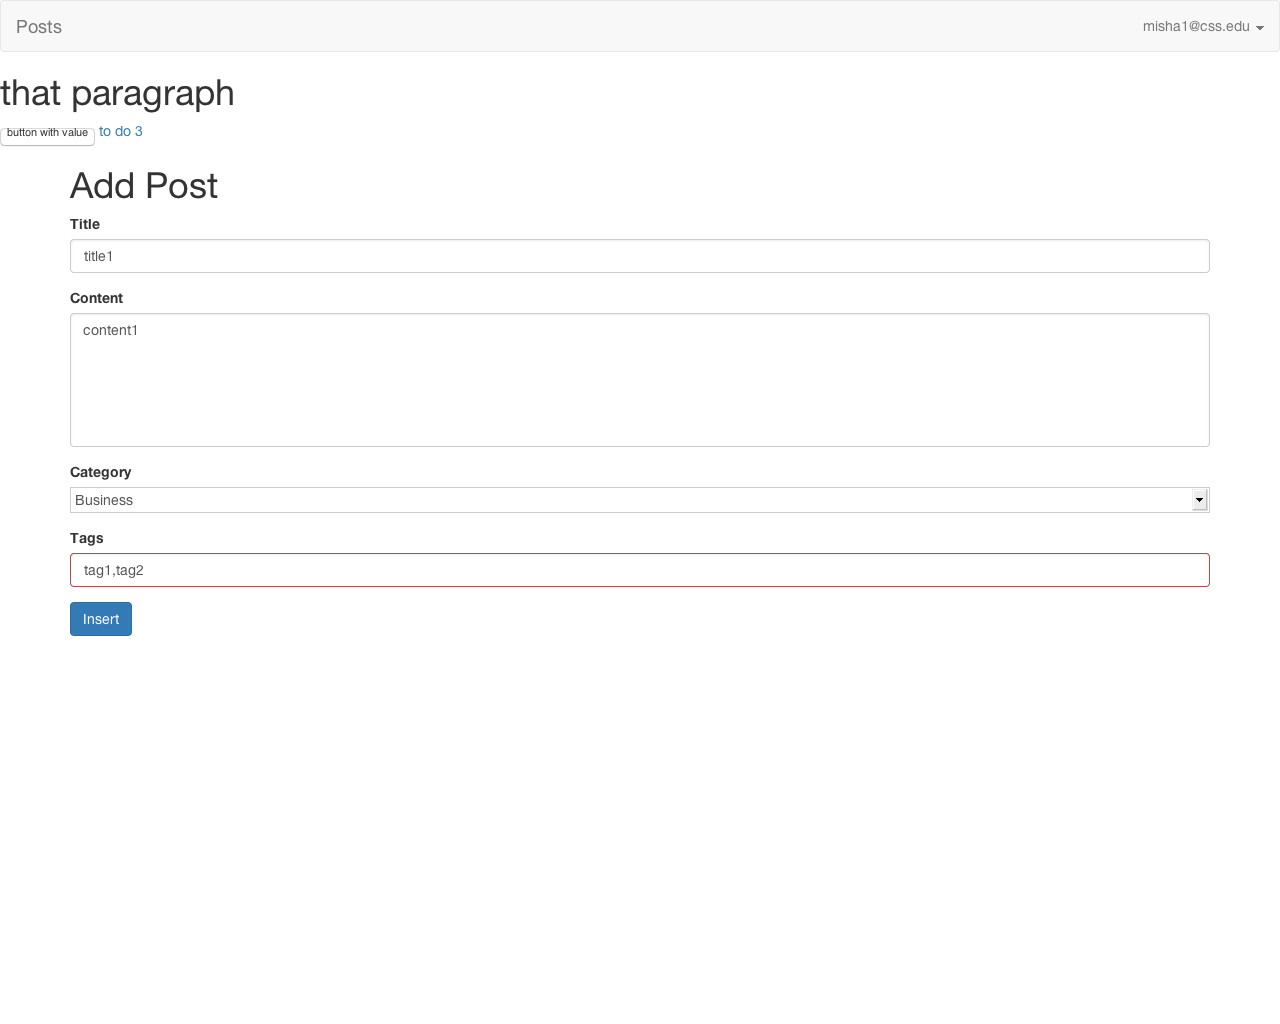 Posts misha1@css.edu
that paragraph
button with value to do 3
Add Post
Title
title1
Content
content1
Category
Business
Tags
tag1,tag2
Insert